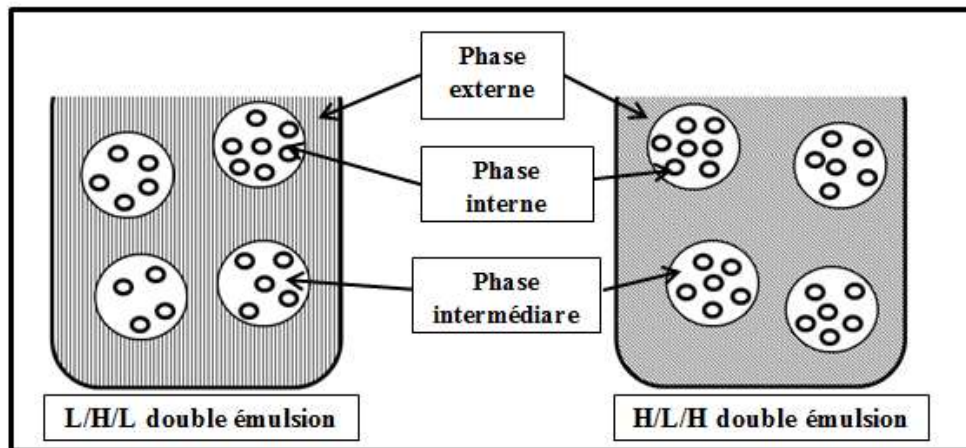 Phase
externe
Phase
interne
Phase
intermédiare
L/H/L double émulsion
H/L/H double émulsion